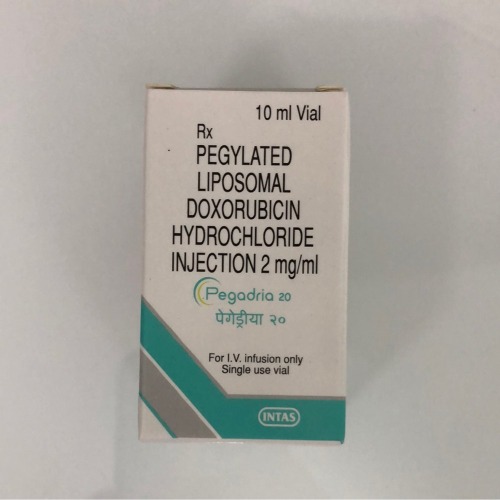 10 ml Vial
Rx
PEGYLATED
LIPOSOMAL
DOXORUBICIN
HYDROCHLORIDE
INJECTION 2 mg/ml
Pegadria 20
पेगेड्रीया २०
For I.V. infusion only
Single use vial
INTAS